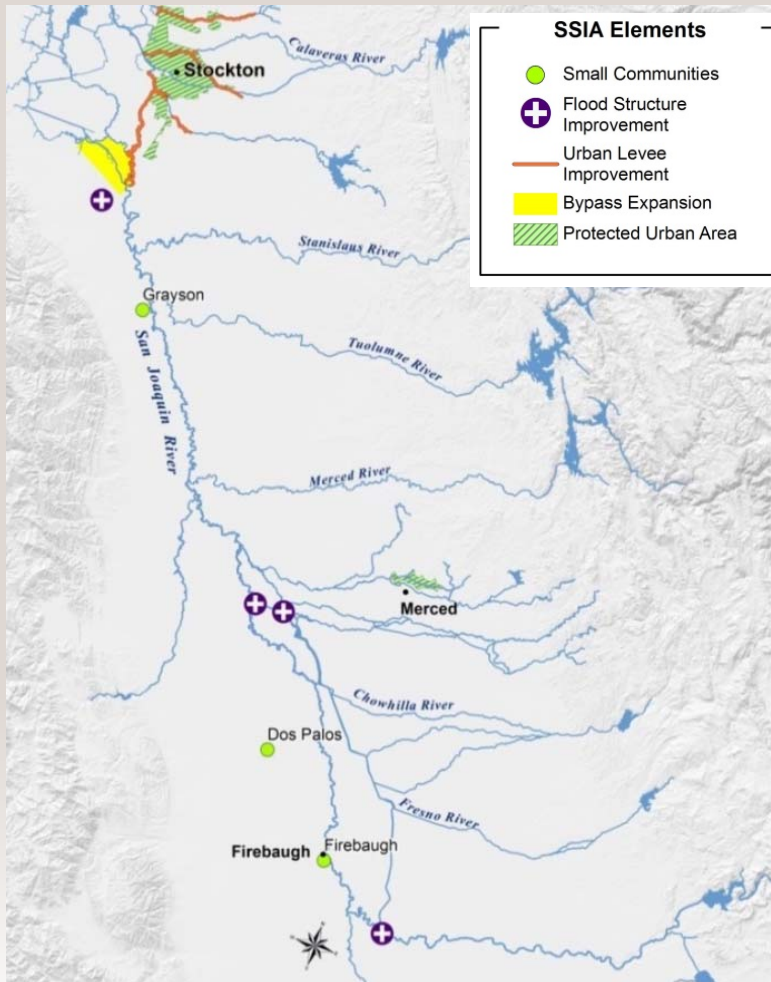 SSIA Elements
Small Communities
Flood Structure
Improvement
Urban Levee
Improvement
Bypass Expansion
Protected Urban Area
Calaveras River
Stockton
Stanislaus River
Grayson
San Joaquin River
Tuolumne River
Merced River
Merced
Chowhilla River
Dos Palos
Fresno River
Firebaugh
Firebaugh